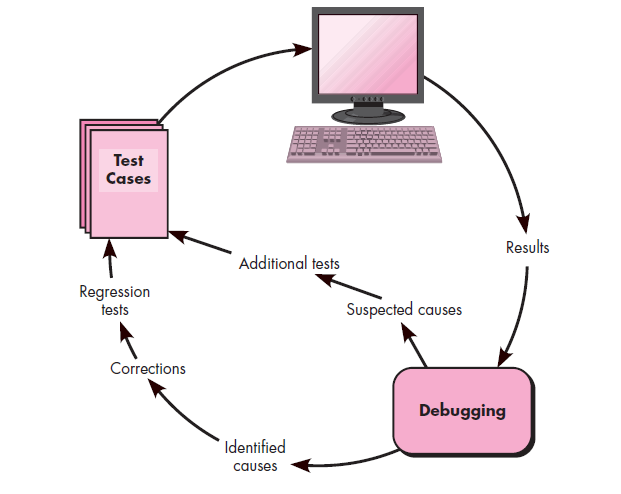 Test
Cases
Results
Additional tests
Regression
tests
Suspected causes
Corrections
Debugging
Identified
causes